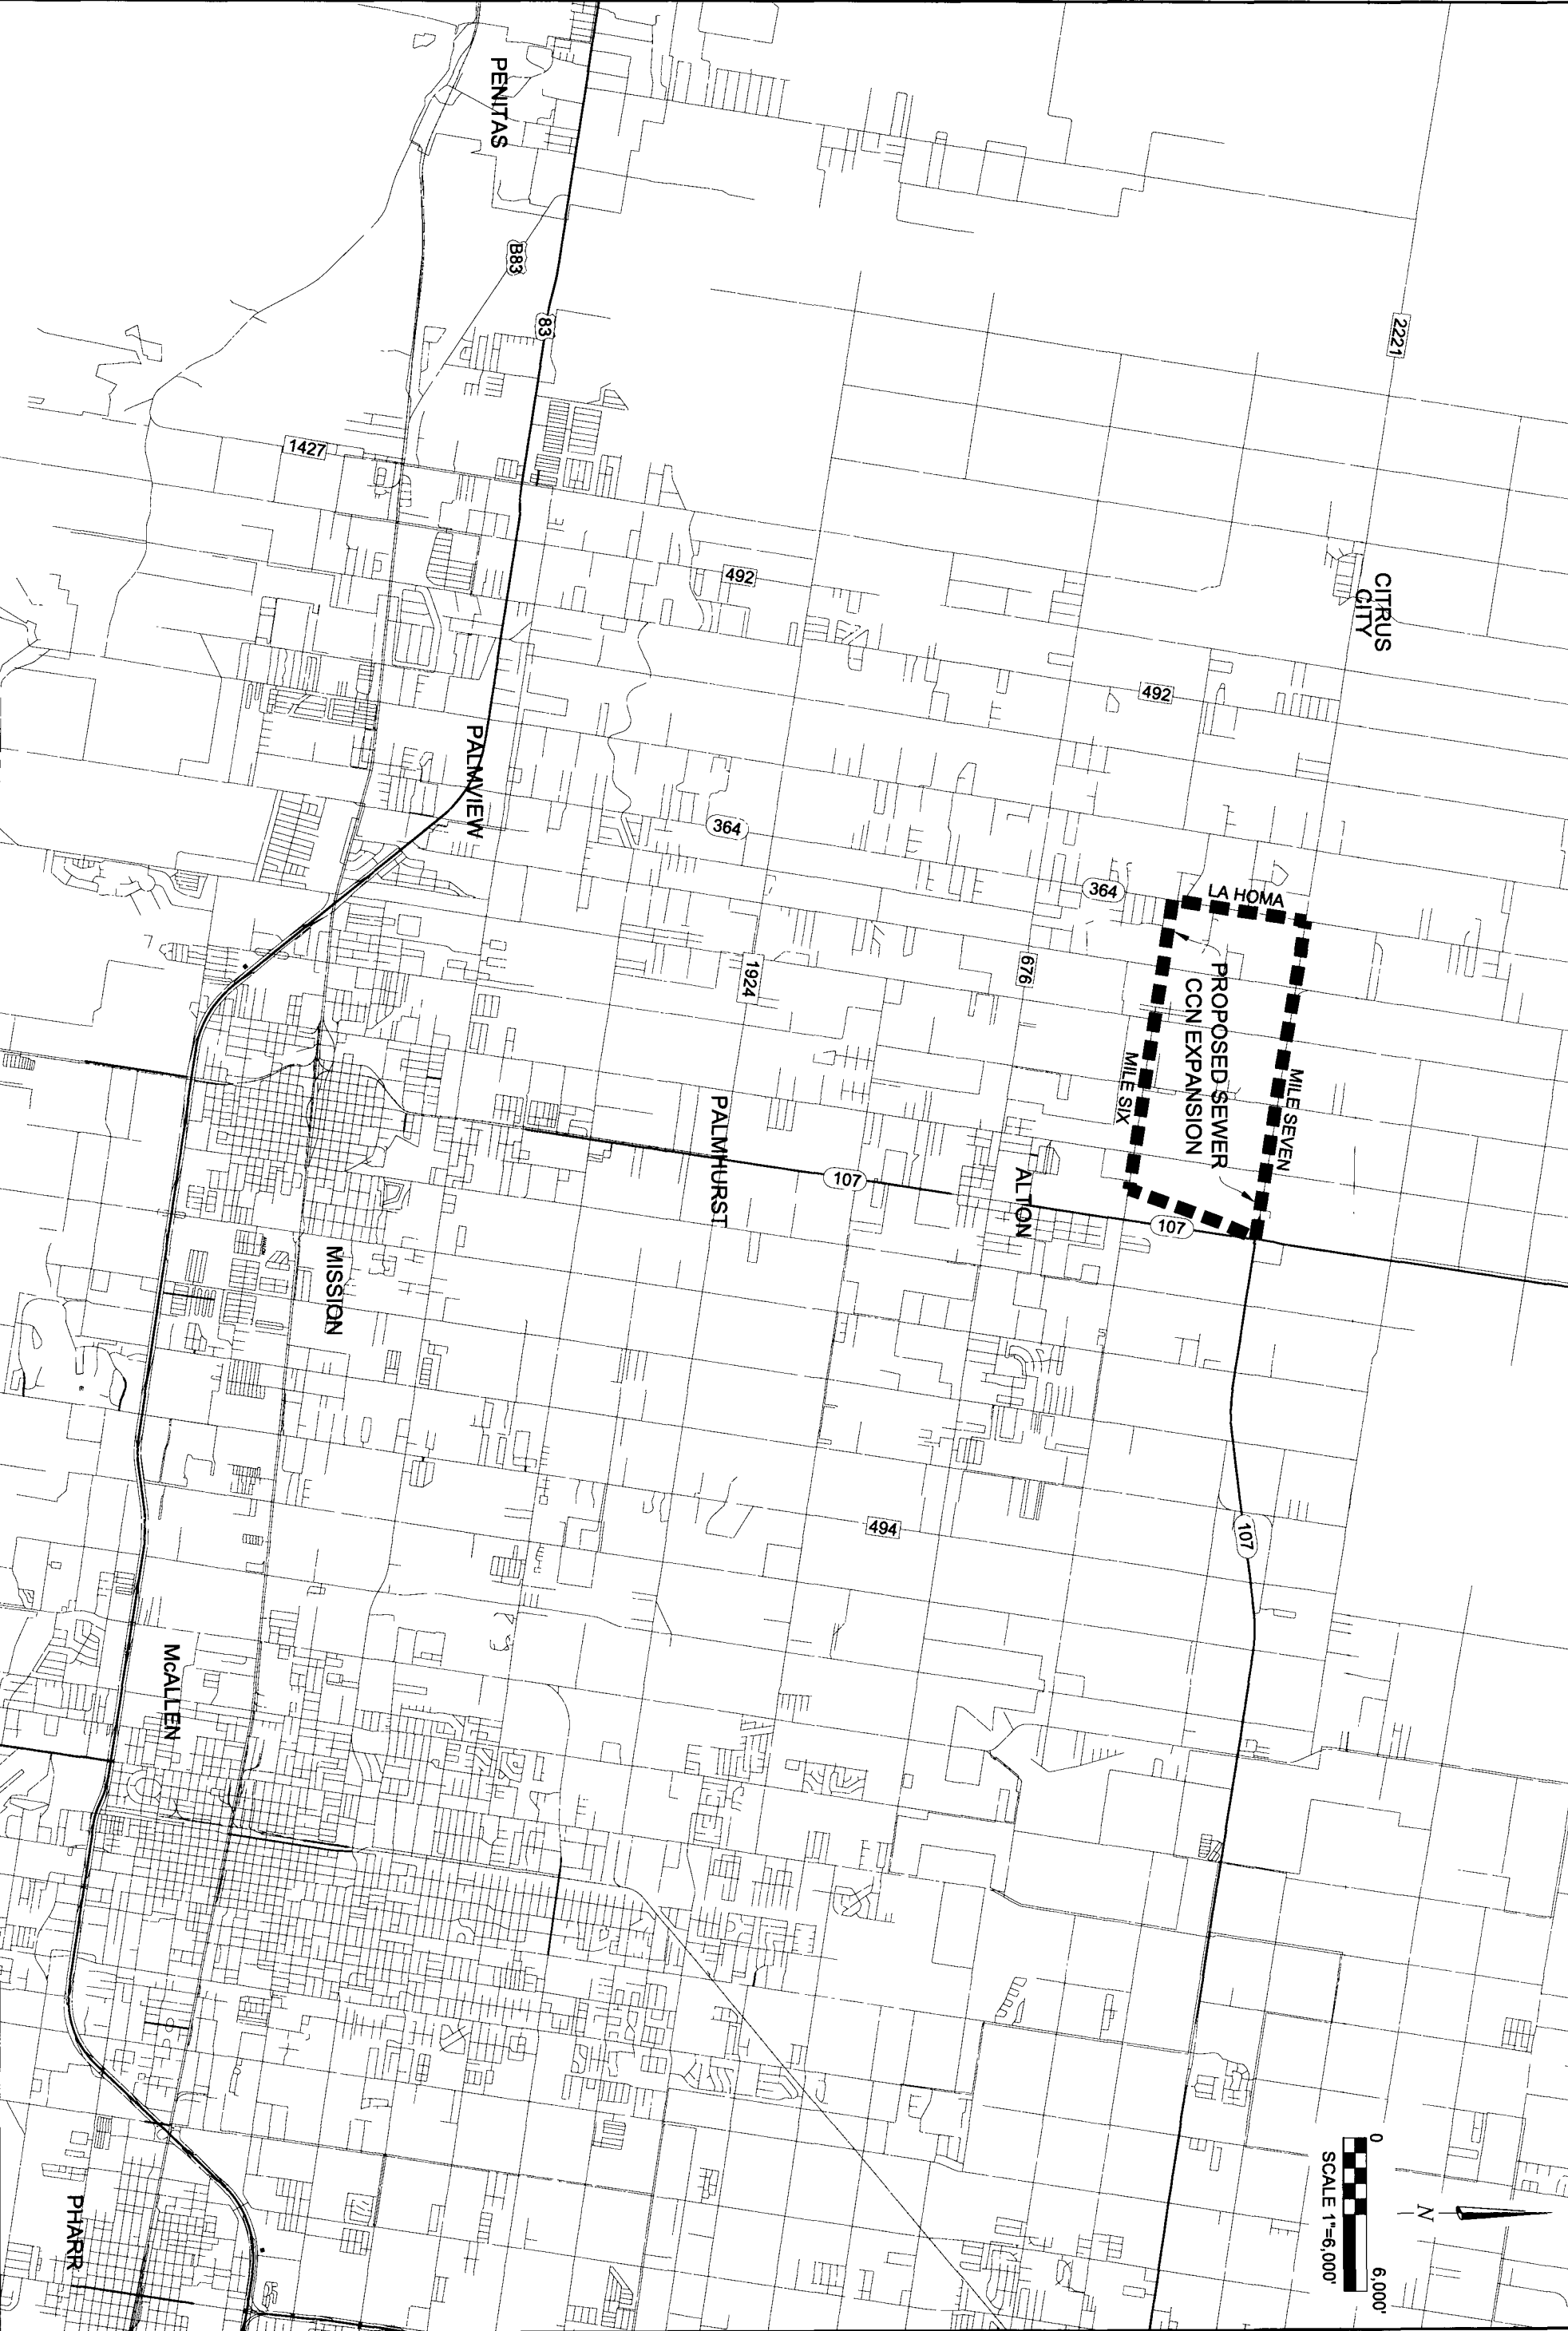 PENITAS
B83
83
2221
1427
492
CITRUS
CITY
492
PALMVIEW
364
364
LA HOMA
1924
676
PROPOSED SEWER
CCN EXPANSION
MILE SEVEN
MILE SIX
PALMHURST
107
ALTON
107
MISSION
494
107
McALLEN
PHARR
0
6,000'
SCALE 1"=6,000'
N